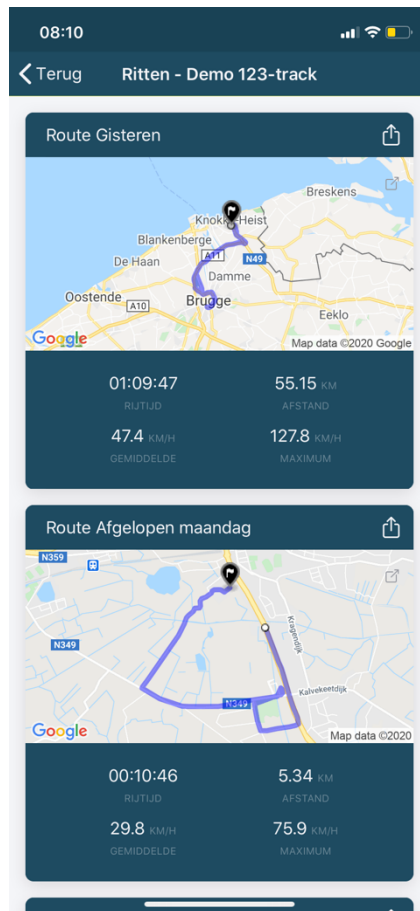 08:10
Terug
Ritten - Demo 123-track
Route Gisteren
Breskens
Knokke-Heist
Blankenberge
A11
N49
De Haan
Damme
Oostende
A10
Brugge
Eeklo
Google
Map data ©2020 Google
01:09:47
55.15 KM
RIJTIJD
AFSTAND
47.4 KM/H
127.8 KM/H
GEMIDDELDE
MAXIMUM
Route Afgelopen maandag
N359
Kragendijk
N349
Kalvekeetdijk
N349
Google
Map data ©2020
00:10:46
5.34 KM
RIJTIJD
AFSTAND
29.8 KM/H
75.9 KM/H
GEMIDDELDE
MAXIMUM